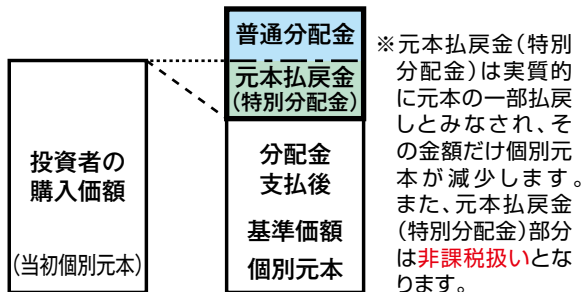 普通分配金
元本払戻金
(特別分配金)
投資者の
購入価額
(当初個別元本)
分配金
支払後
基準価額
個別元本
※元本払戻金(特別
分配金)は実質的
に元本の一部払戻
しとみなされ、そ
の金額だけ個別元
本が減少します。
また、元本払戻金
(特別分配金)部分
は非課税扱いとな
ります。